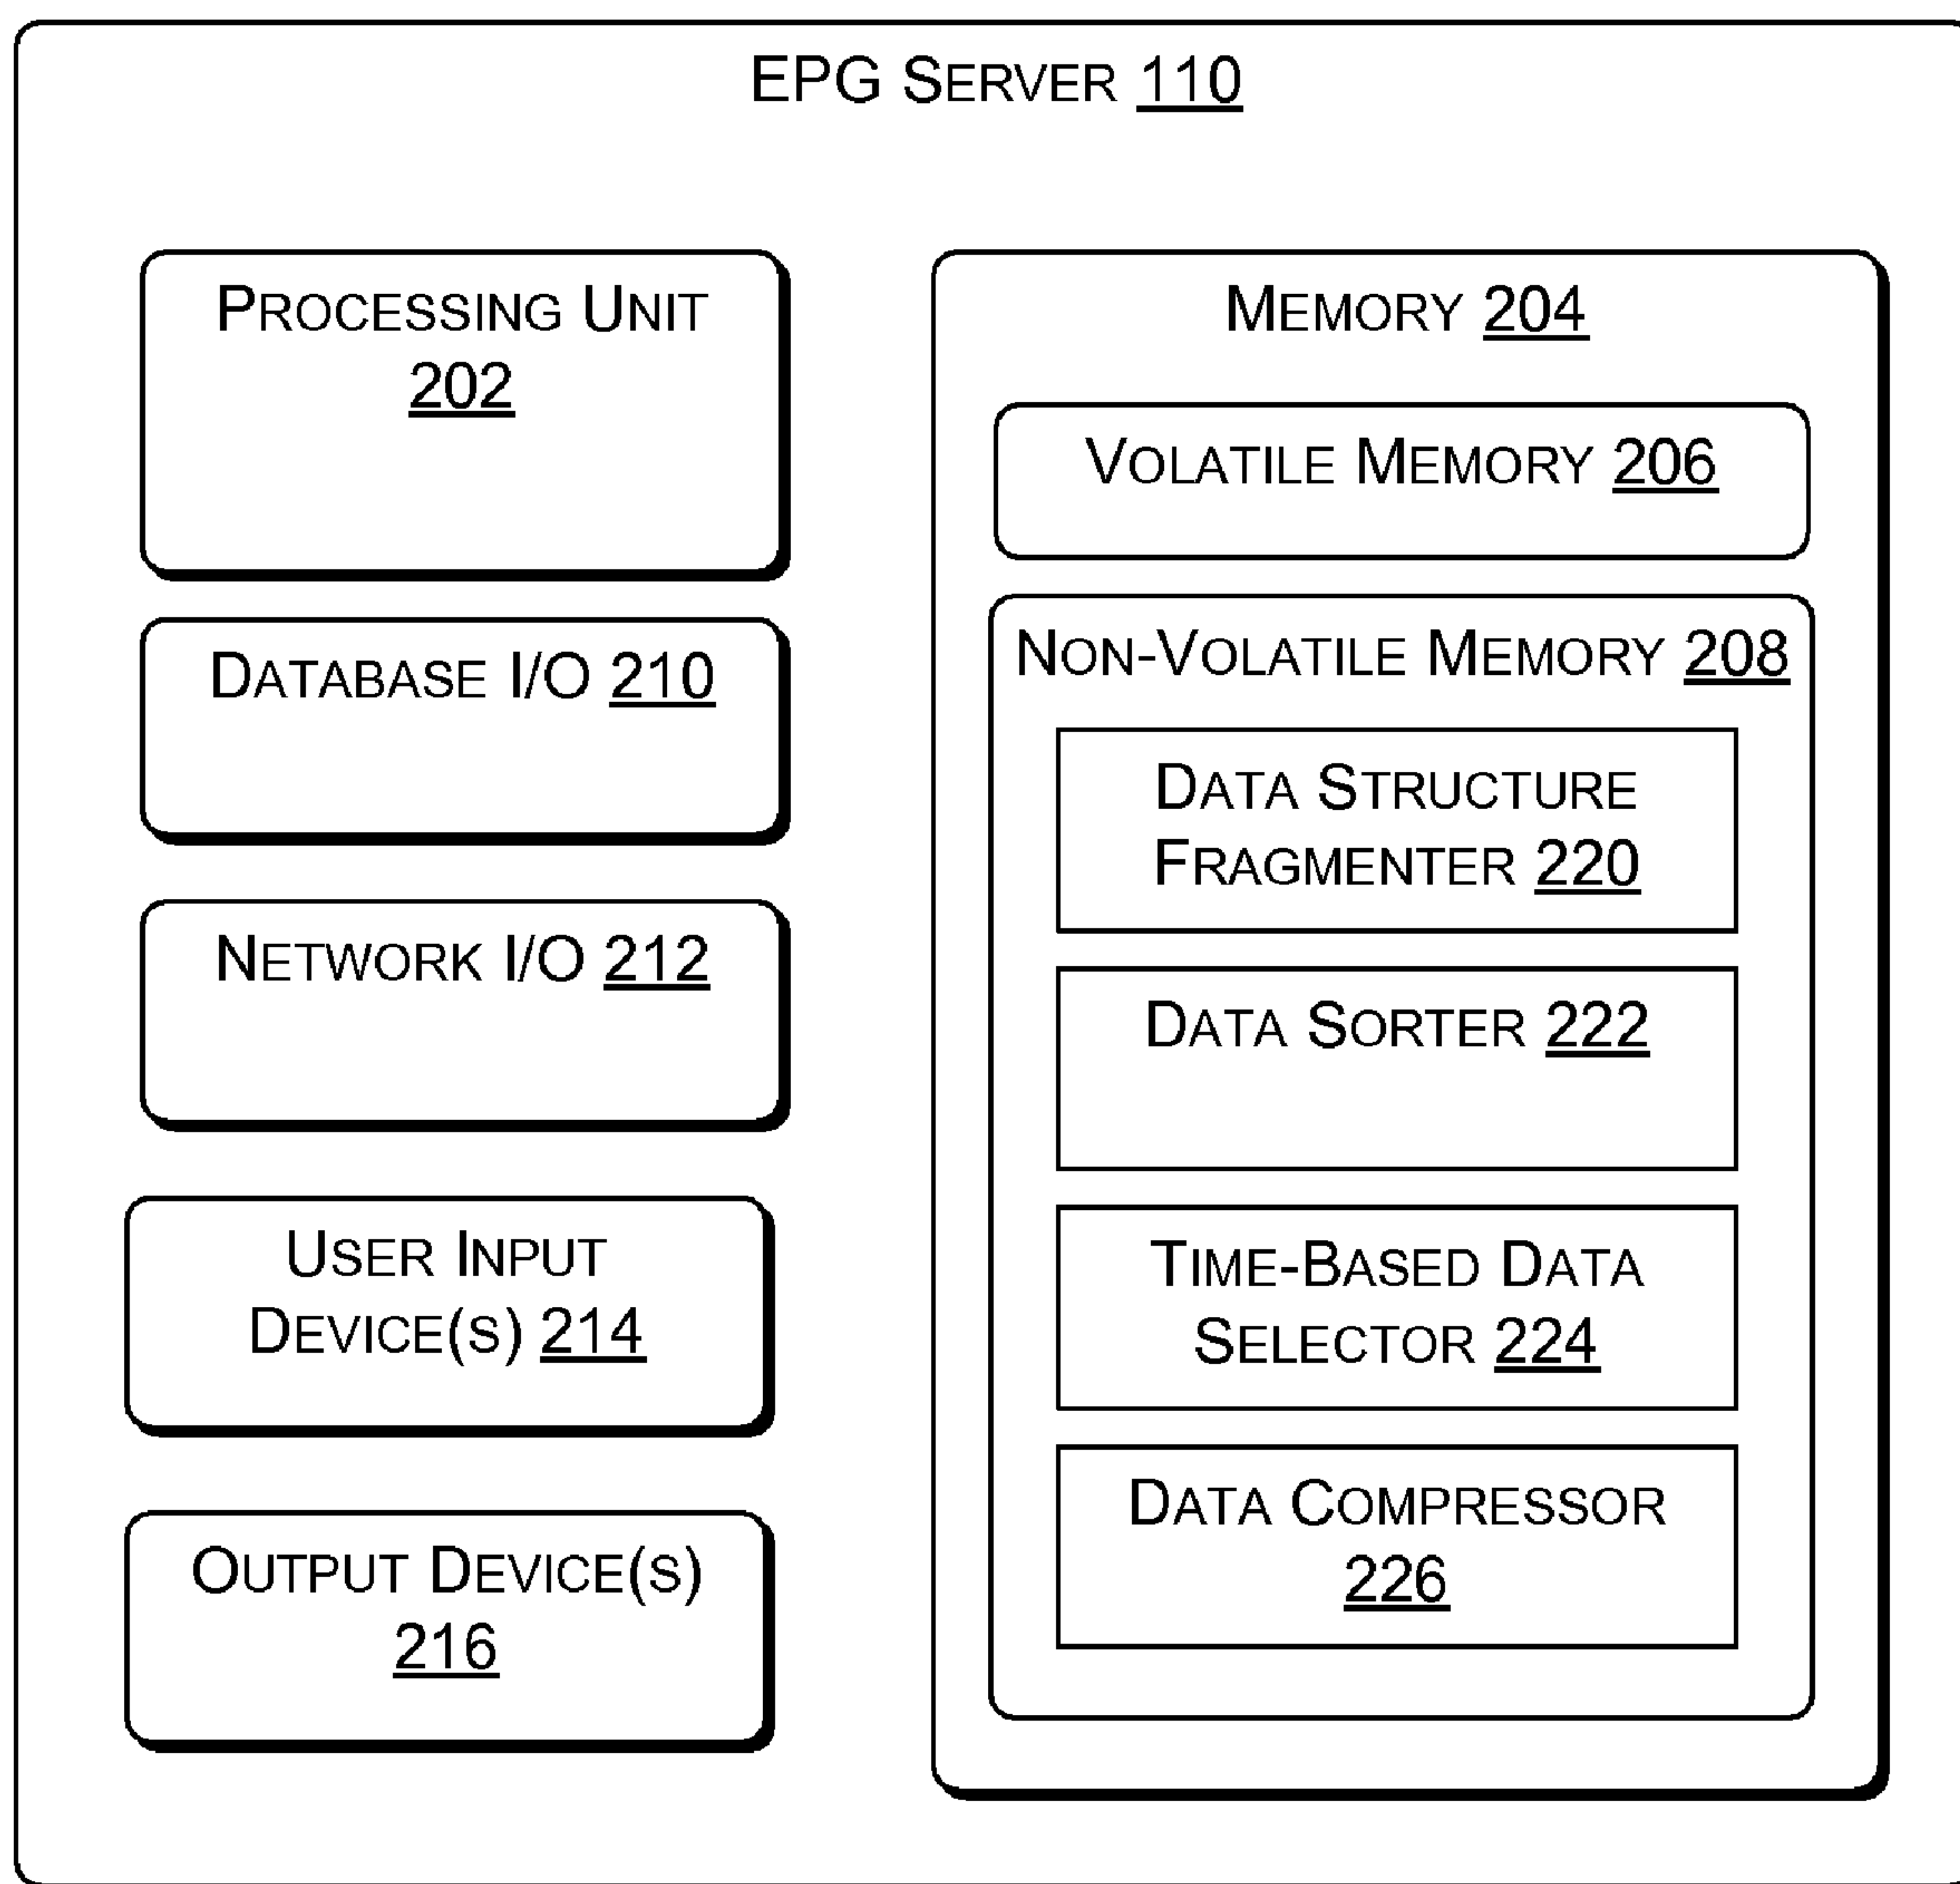 EPG SERVER 110
PROCESSING UNIT
202
DATABASE I/O 210
NETWORK I/O 212
USER INPUT
DEVICE(S) 214
OUTPUT DEVICE(S)
216
MEMORY 204
VOLATILE MEMORY 206
NON-VOLATILE MEMORY 208
DATA STRUCTURE
FRAGMENTER 220
DATA SORTER 222
TIME-BASED DATA
SELECTOR 224
DATA COMPRESSOR
226